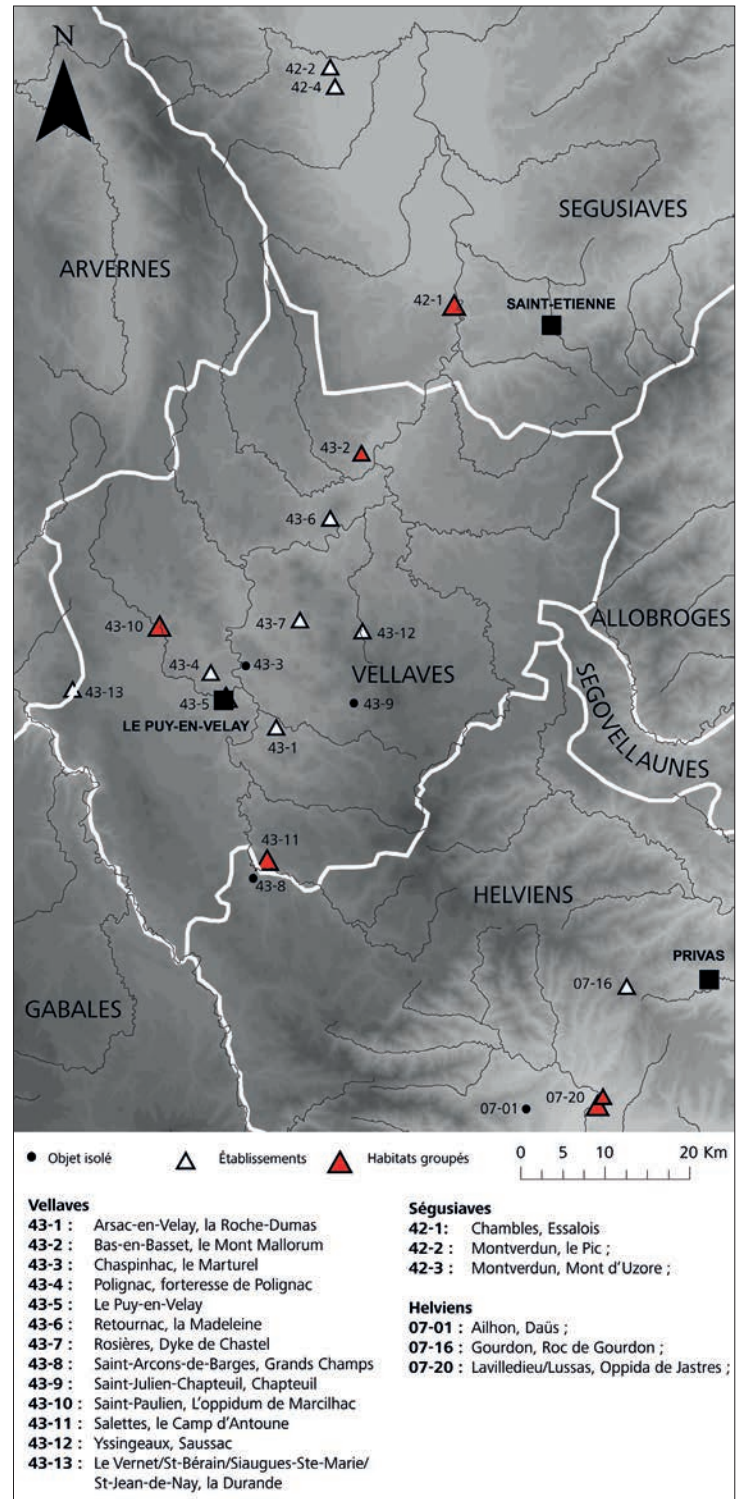 N
42-2
42-4
SEGUSIAVES
ARVERNES
42-1
SAINT-ETIENNE
43-2
43-6
43-7
43-10
43-12
ALLOBROGES
43-3
43-4
VELLAVES
43-13
43-5
43-9
SEGOVELLAUNES
LE PUY-EN-VELAY
43-1
43-11
43-8
HELVIENS
PRIVAS
07-16
GABALES
07-20
07-01
Objet isolé Établissements Habitats groupés
0 5 10 20 Km
Vellaves
43-1 : Arsac-en-Velay, la Roche-Dumas
43-2 : Bas-en-Basset, le Mont Mallorum
43-3 : Chaspinhac, le Marturel
43-4 : Polignac, forteresse de Polignac
43-5 : Le Puy-en-Velay
43-6 : Retournac, la Madeleine
43-7 : Rosières, Dyke de Chastel
43-8 : Saint-Arcons-de-Barges, Grands Champs
43-9 : Saint-Julien-Chapteuil, Chapteuil
43-10 : Saint-Paulien, L'oppidum de Marcilhac
43-11 : Salettes, le Camp d'Antoune
43-12 : Yssingeaux, Saussac
43-13 : Le Vernet/St-Bérain/Siaugues-Ste-Marie/
St-Jean-de-Nay, la Durande
Ségusiaves
42-1: Chambles, Essalois
42-2 : Montverdun, le Pic ;
42-3 : Montverdun, Mont d'Uzore ;
Helviens
07-01 : Ailhon, Daüs ;
07-16 : Gourdon, Roc de Gourdon ;
07-20 : Lavilledieu/Lussas, Oppida de Jastres ;